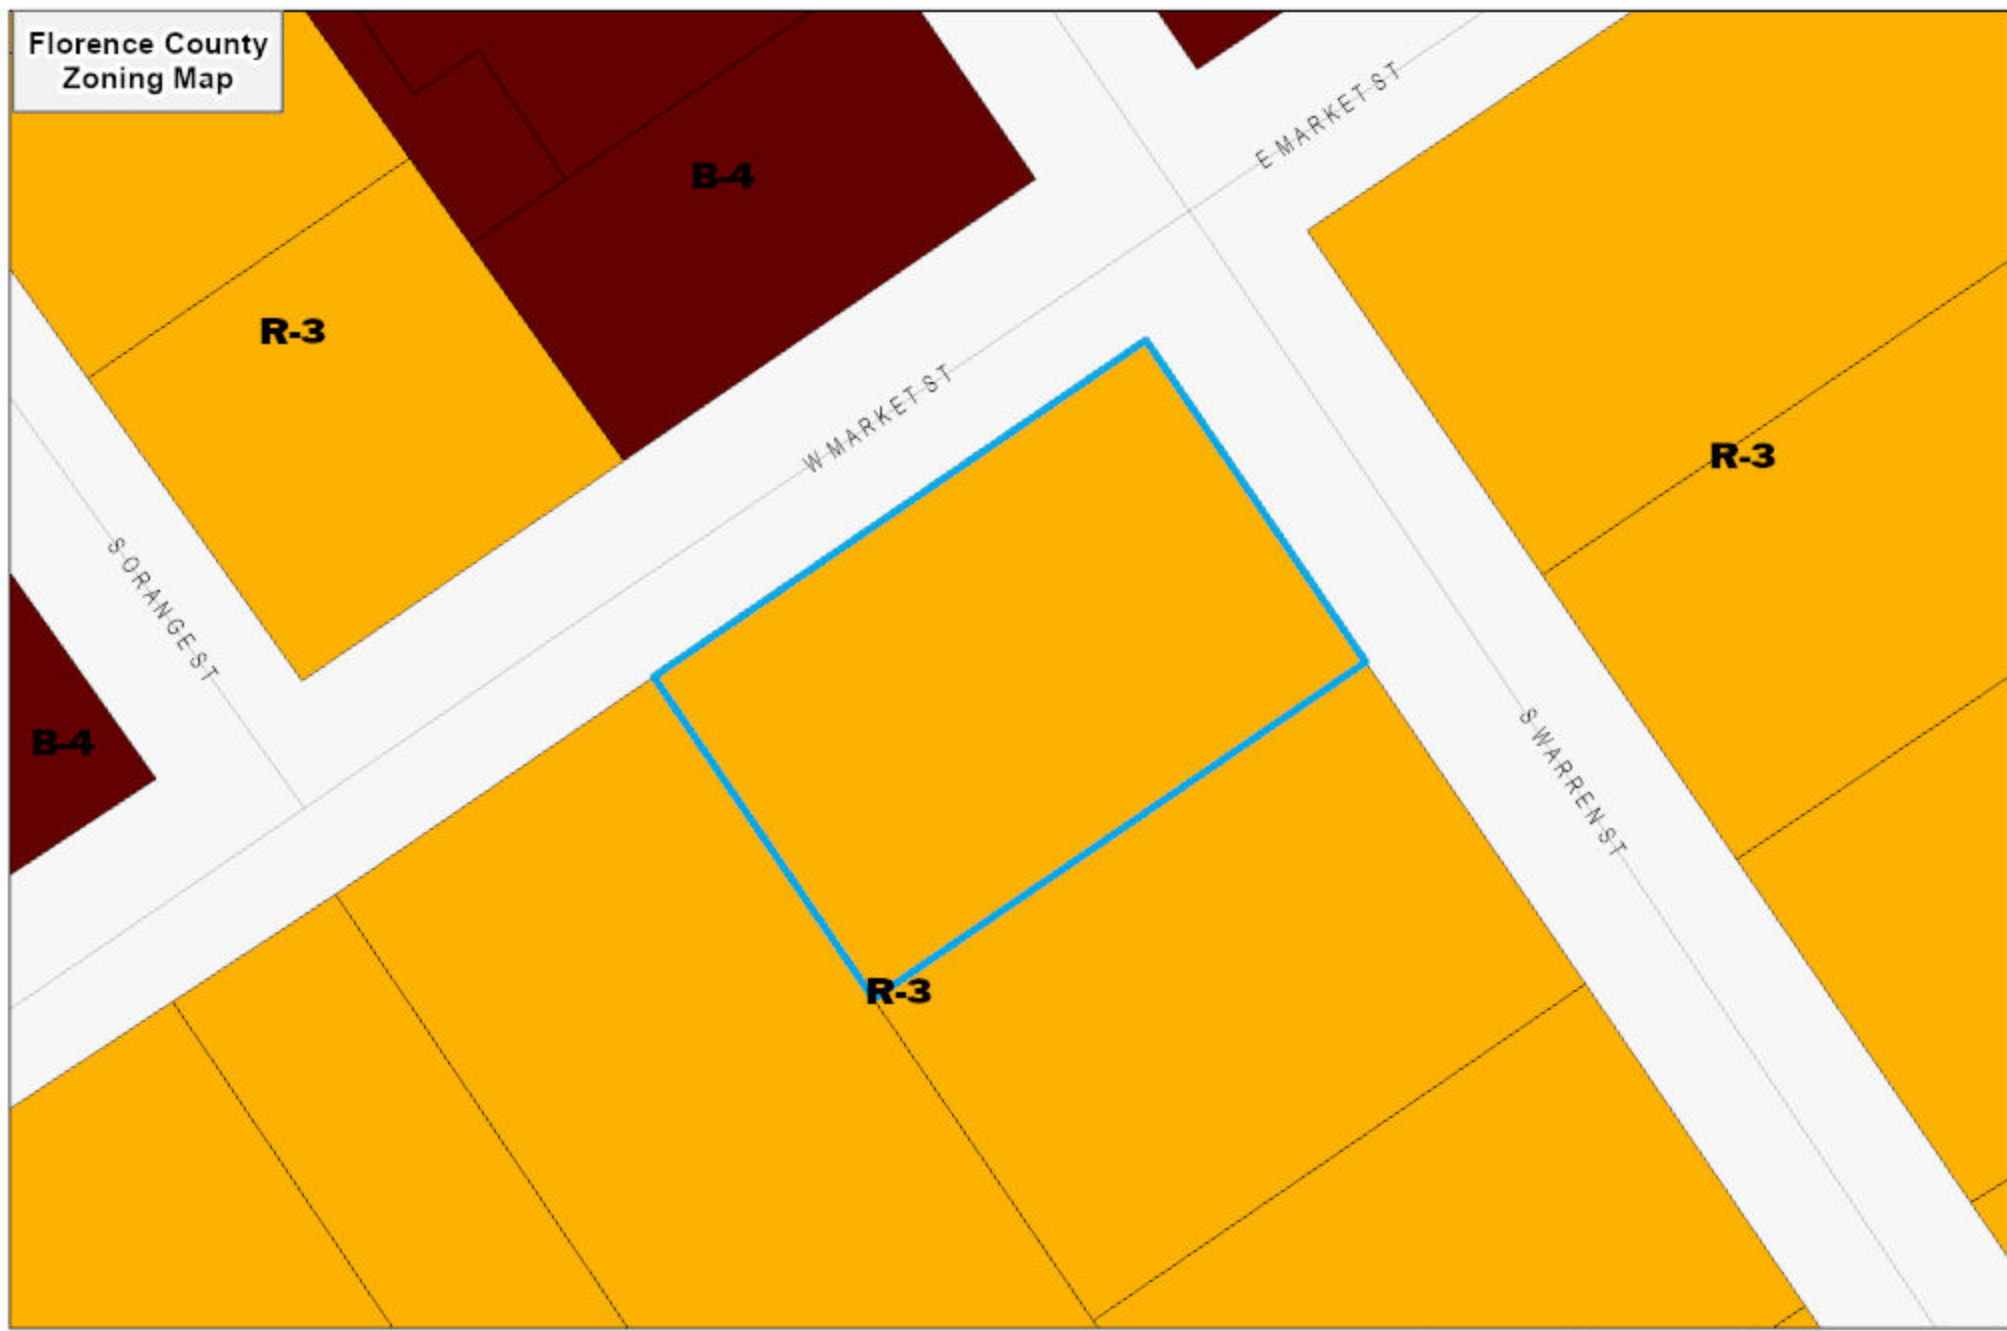 Florence County
Zoning Map
B-4
E MARKET ST
R-3
W MARKET ST
R-3
S ORANGE ST
B-4
S WARREN ST
R-3